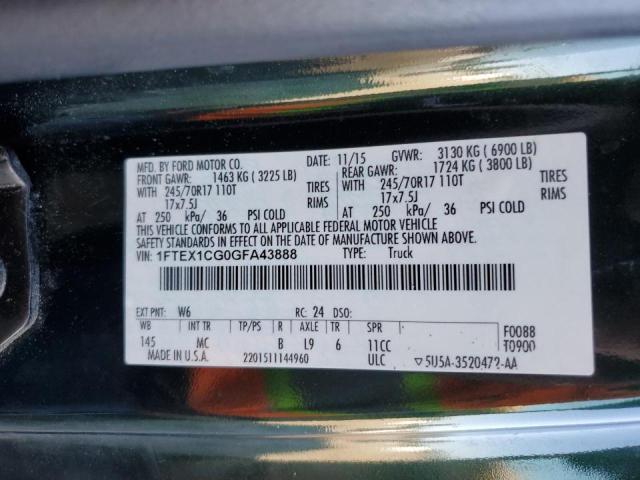 MFD. BY FORD MOTOR CO. DATE: 11/15 GVWR: 3130 KG ( 6900 LB)
FRONT GAWR: 1463 KG ( 3225 LB) REAR GAWR: 1724 KG ( 3800 LB)
WITH 245/70R17 110T TIRES WITH 245/70R17 110T TIRES
17x7.5J RIMS 17x7.5J RIMS
AT 250 kPa/ 36 PSI COLD AT 250 kPa/ 36 PSI COLD
THIS VEHICLE CONFORMS TO ALL APPLICABLE FEDERAL MOTOR VEHICLE
SAFETY STANDARDS IN EFFECT ON THE DATE OF MANUFACTURE SHOWN ABOVE.
VIN: 1FTEX1CG0GFA43888 TYPE: Truck
EXT PNT: W6 RC: 24 DSO:
WB INT TR TP/PS R AXLE TR SPR F0088
145 MC B L9 6 11CC T0900
MADE IN U.S.A. 2201511144960 ULC ▽5U5A-3520472-AA